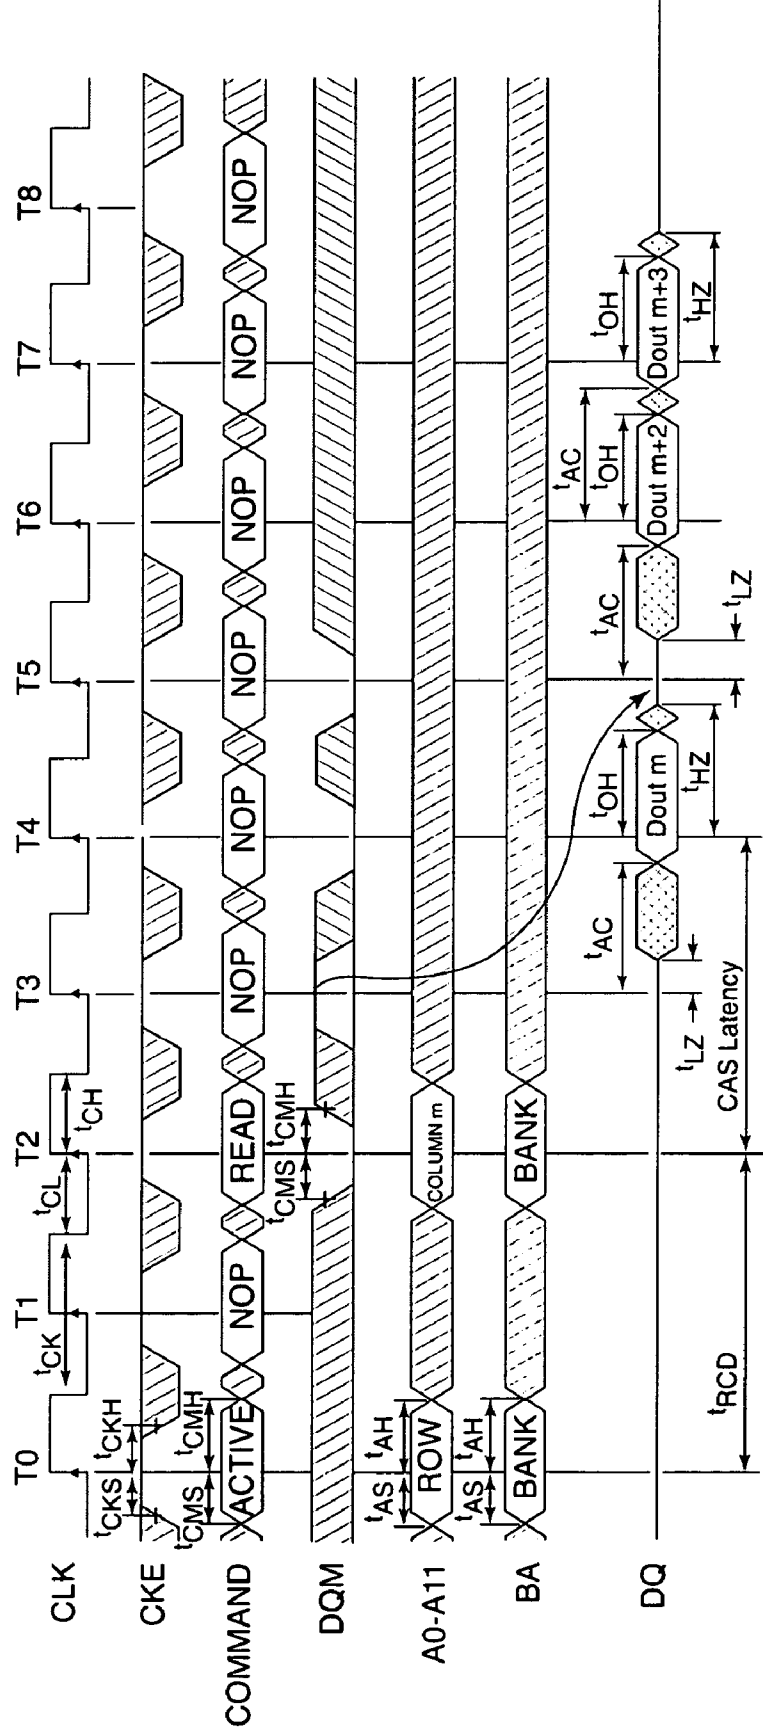 T0 T1 T2 T3 T4 T5 T6 T7 T8
CLK
tCK tCL tCH
tCKS tCKH
CKE
tCMS tCMH
COMMAND ACTIVE NOP READ NOP NOP NOP NOP NOP NOP
tCMS tCMH
DQM
tAS tAH
A0-A11 ROW COLUMN m
tAS tAH
BA BANK BANK
tAC tOH tAC tAC tOH tOH
DQ Dout m Dout m+2 Dout m+3
tLZ tHZ tLZ tHZ
tRCD CAS Latency